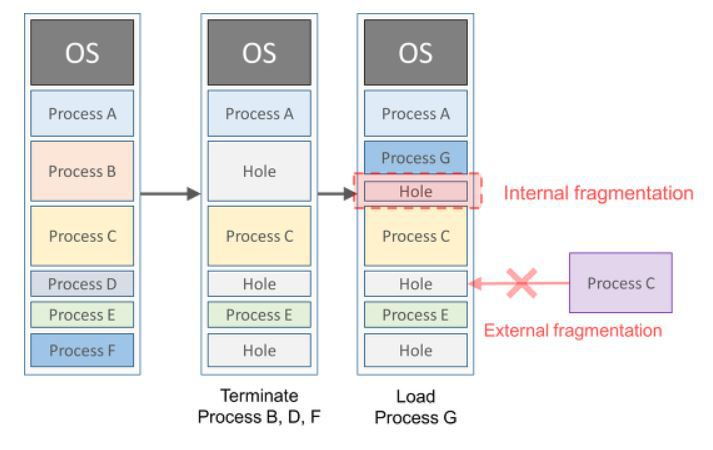 OS
Process A
Process B
Process C
Process D
Process E
Process F
OS
Process A
Hole
Process C
Hole
Process E
Hole
Terminate
Process B, D, F
OS
Process A
Process G
Hole
Process C
Hole
Process E
Hole
Load
Process G
Internal fragmentation
Process C
External fragmentation